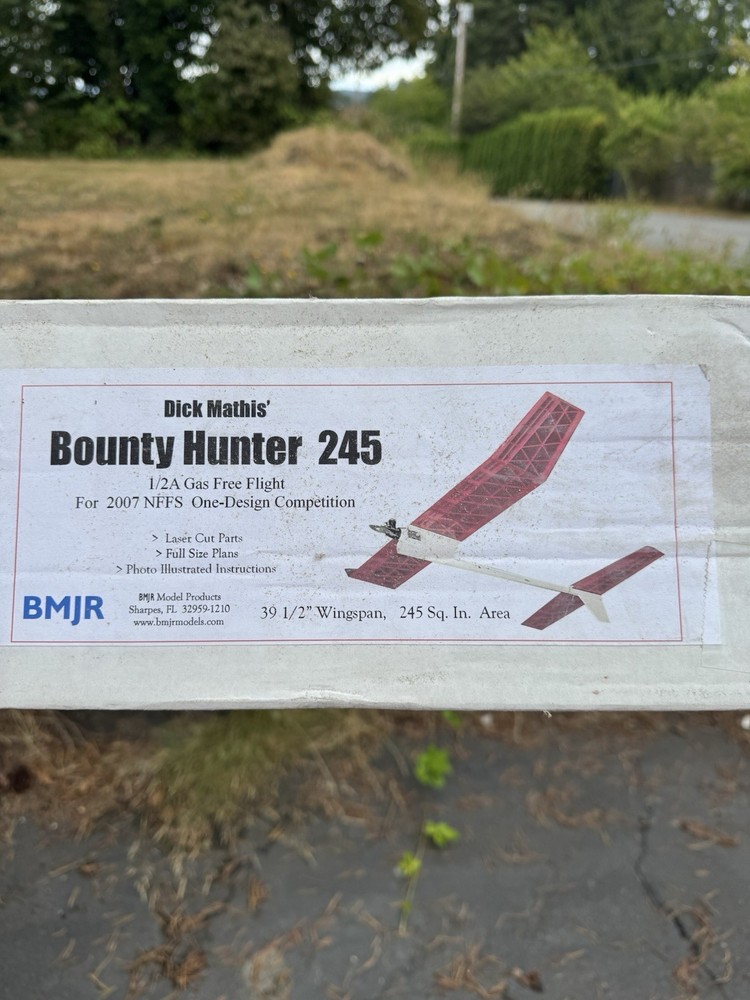 Dick Mathis'
Bounty Hunter 245
1/2A Gas Free Flight
For 2007 NFFS One-Design Competition
> Laser Cut Parts
> Full Size Plans
> Photo Illustrated Instructions
BMJR
BMJR Model Products
Sharpes, FL 32959-1210
www.bmjrmodels.com
39 1/2" Wingspan, 245 Sq. In. Area